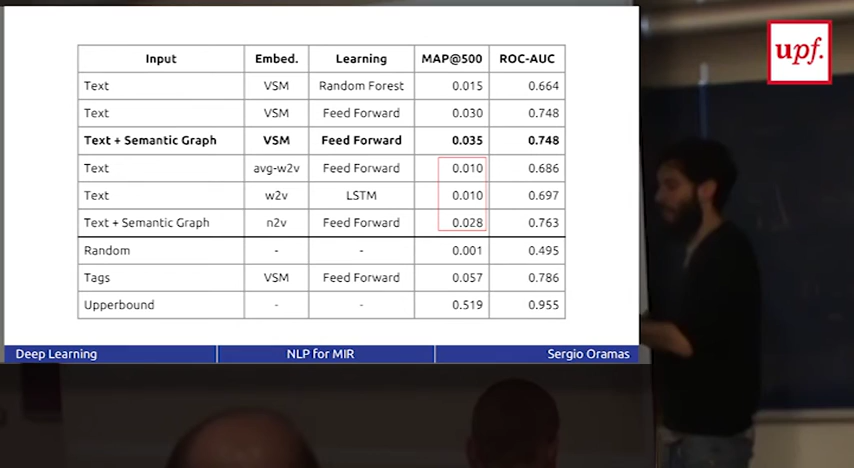 upf.
Input Embed. Learning MAP@500 ROC-AUC
Text VSM Random Forest 0.015 0.664
Text VSM Feed Forward 0.030 0.748
Text + Semantic Graph VSM Feed Forward 0.035 0.748
Text avg-w2v Feed Forward 0.010 0.686
Text w2v LSTM 0.010 0.697
Text + Semantic Graph n2v Feed Forward 0.028 0.763
Random - - 0.001 0.495
Tags VSM Feed Forward 0.057 0.786
Upperbound - - 0.519 0.955
Deep Learning NLP for MIR Sergio Oramas